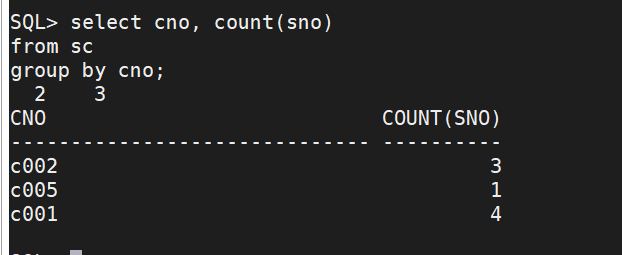 SQL> select cno, count(sno)
from sc
group by cno;
  2    3
CNO                            COUNT(SNO)
------------------------------ ----------
c002                                    3
c005                                    1
c001                                    4